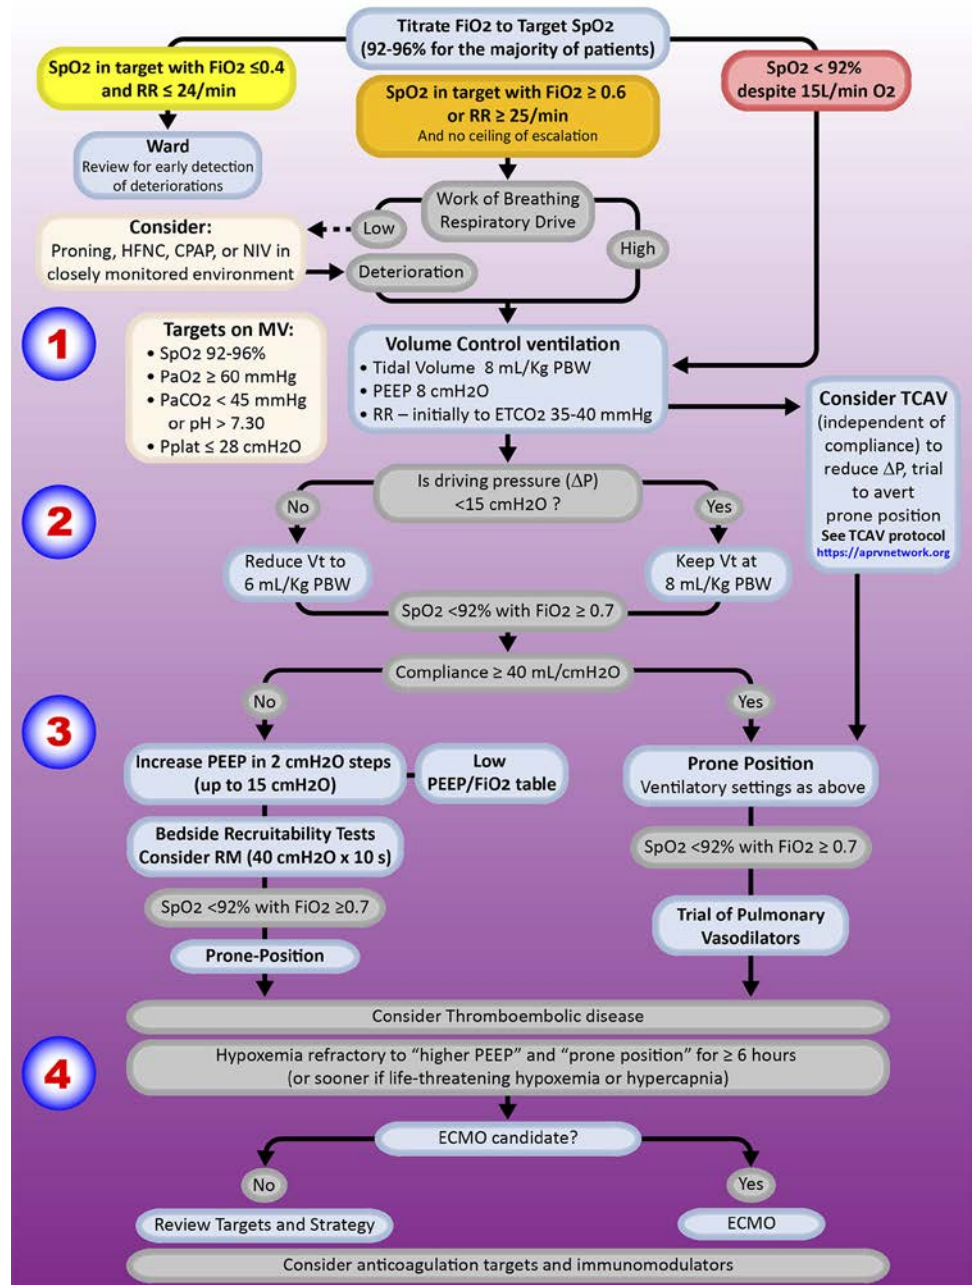 Titrate FiO2 to Target SpO2
(92-96% for the majority of patients)
SpO2 in target with FiO2 ≤0.4
and RR ≤ 24/min
SpO2 in target with FiO2 ≥ 0.6
or RR ≥ 25/min
And no ceiling of escalation
SpO2 < 92%
despite 15L/min O2
Ward
Review for early detection
of deteriorations
Work of Breathing
Respiratory Drive
Low
High
Consider:
Proning, HFNC, CPAP, or NIV in
closely monitored environment
Deterioration
1
Targets on MV:
• SpO2 92-96%
• PaO2 ≥ 60 mmHg
• PaCO2 < 45 mmHg
or pH > 7.30
• Pplat ≤ 28 cmH2O
Volume Control ventilation
• Tidal Volume 8 mL/Kg PBW
• PEEP 8 cmH2O
• RR – initially to ETCO2 35-40 mmHg
Consider TCAV
(independent of
compliance) to
reduce ΔP, trial
to avert
prone position
See TCAV protocol
https://aprvnetwork.org
2
Is driving pressure (ΔP)
<15 cmH2O ?
No
Yes
Reduce Vt to
6 mL/Kg PBW
Keep Vt at
8 mL/Kg PBW
SpO2 <92% with FiO2 ≥ 0.7
Compliance ≥ 40 mL/cmH2O
No
Yes
3
Increase PEEP in 2 cmH2O steps
(up to 15 cmH2O)
Low
PEEP/FiO2 table
Prone Position
Ventilatory settings as above
Bedside Recruitability Tests
Consider RM (40 cmH2O x 10 s)
SpO2 <92% with FiO2 ≥ 0.7
SpO2 <92% with FiO2 ≥0.7
Trial of Pulmonary
Vasodilators
Prone-Position
Consider Thromboembolic disease
4
Hypoxemia refractory to “higher PEEP” and “prone position” for ≥ 6 hours
(or sooner if life-threatening hypoxemia or hypercapnia)
ECMO candidate?
No
Yes
Review Targets and Strategy
ECMO
Consider anticoagulation targets and immunomodulators